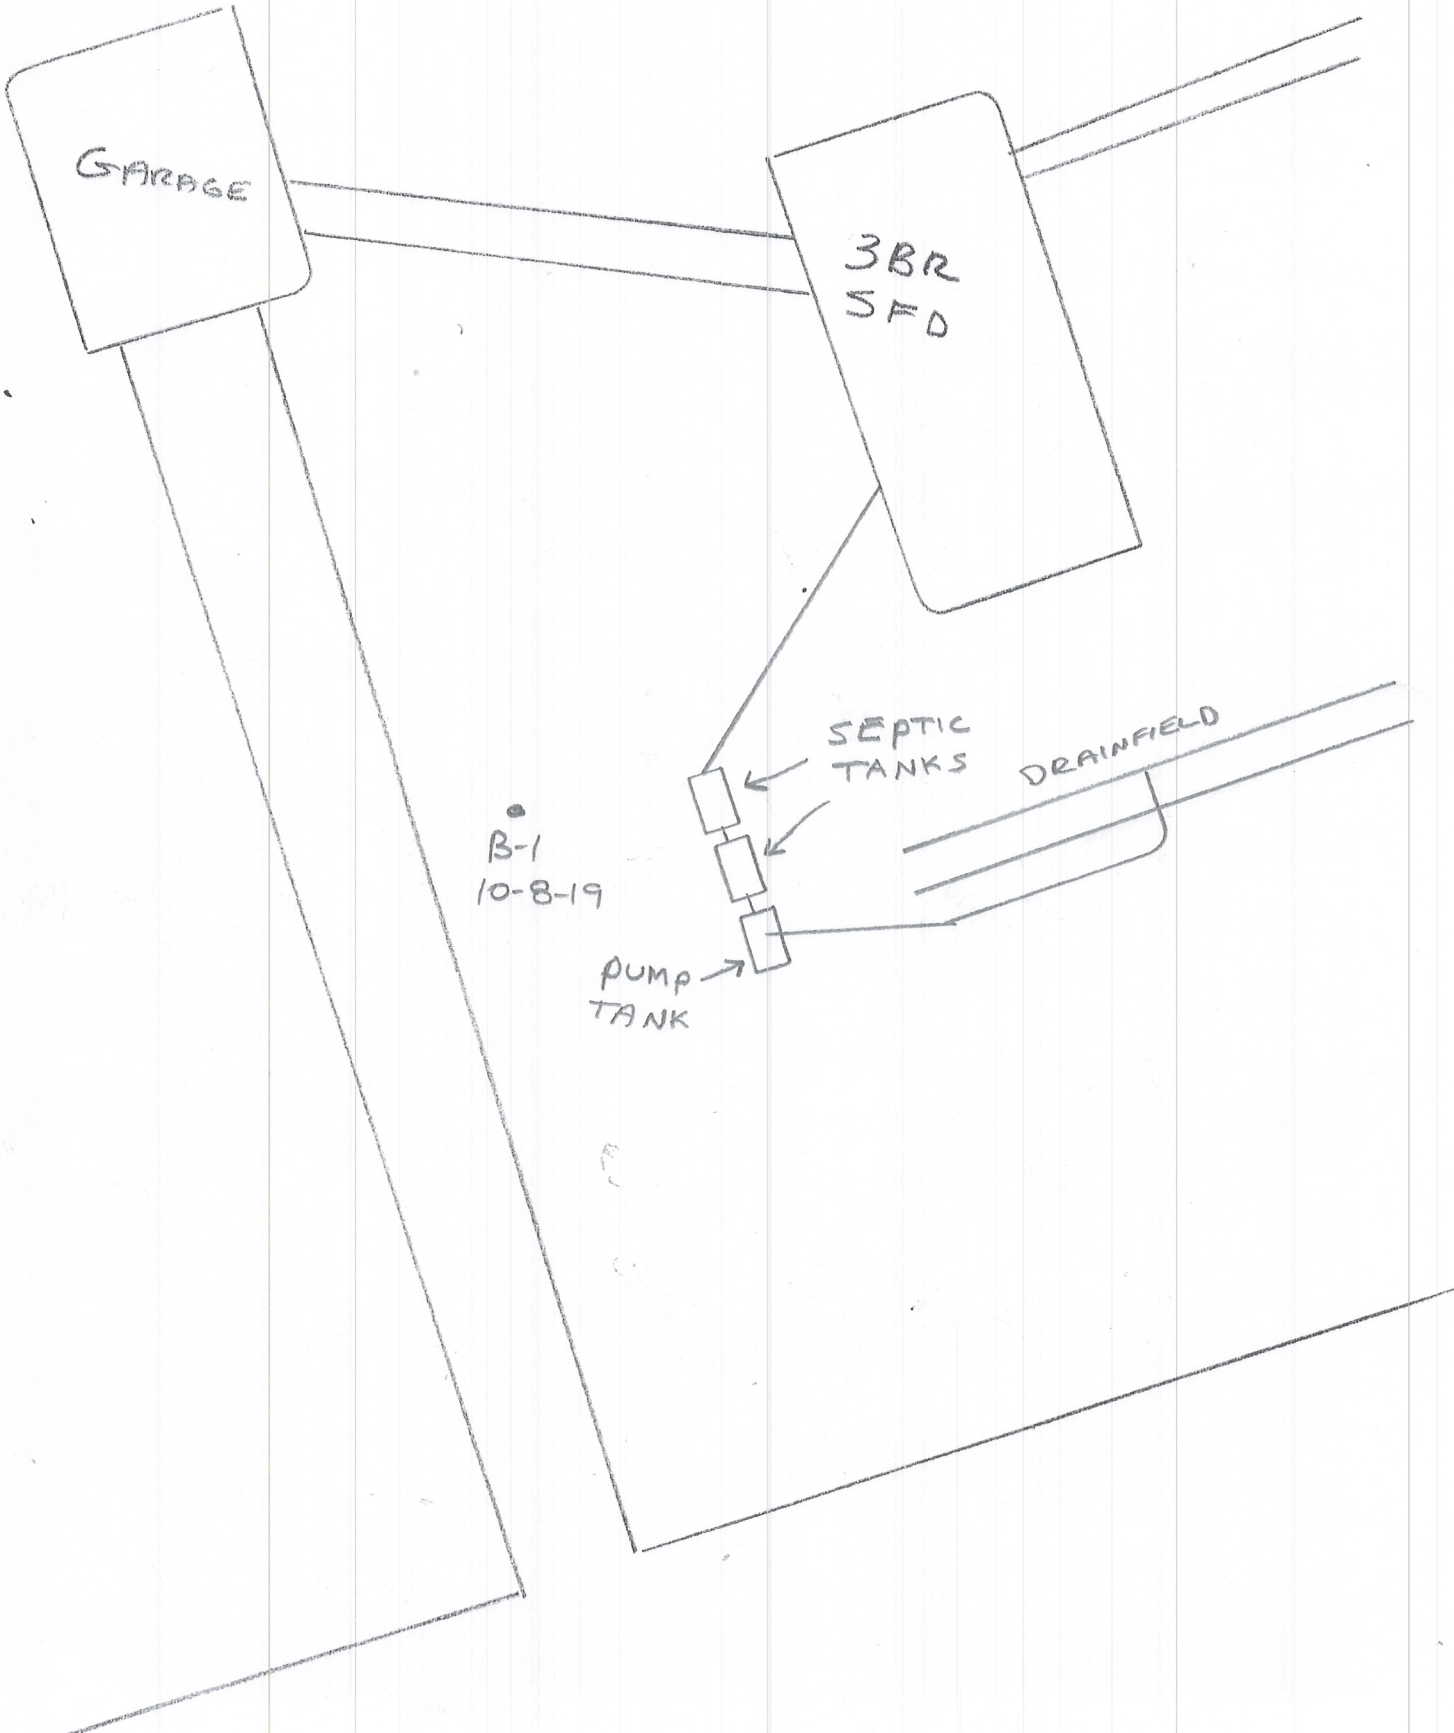 GARAGE
3BR
SFD
SEPTIC
TANKS
DRAINFIELD
B-1
10-8-19
PUMP
TANK